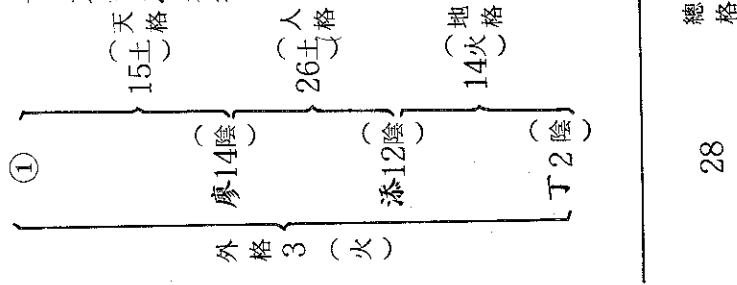 ①
廖14(陰)
添12(陰)
丁2(陰)
15土(天格)
26土(人格)
14火(地格)
外格3(火)
總格
28